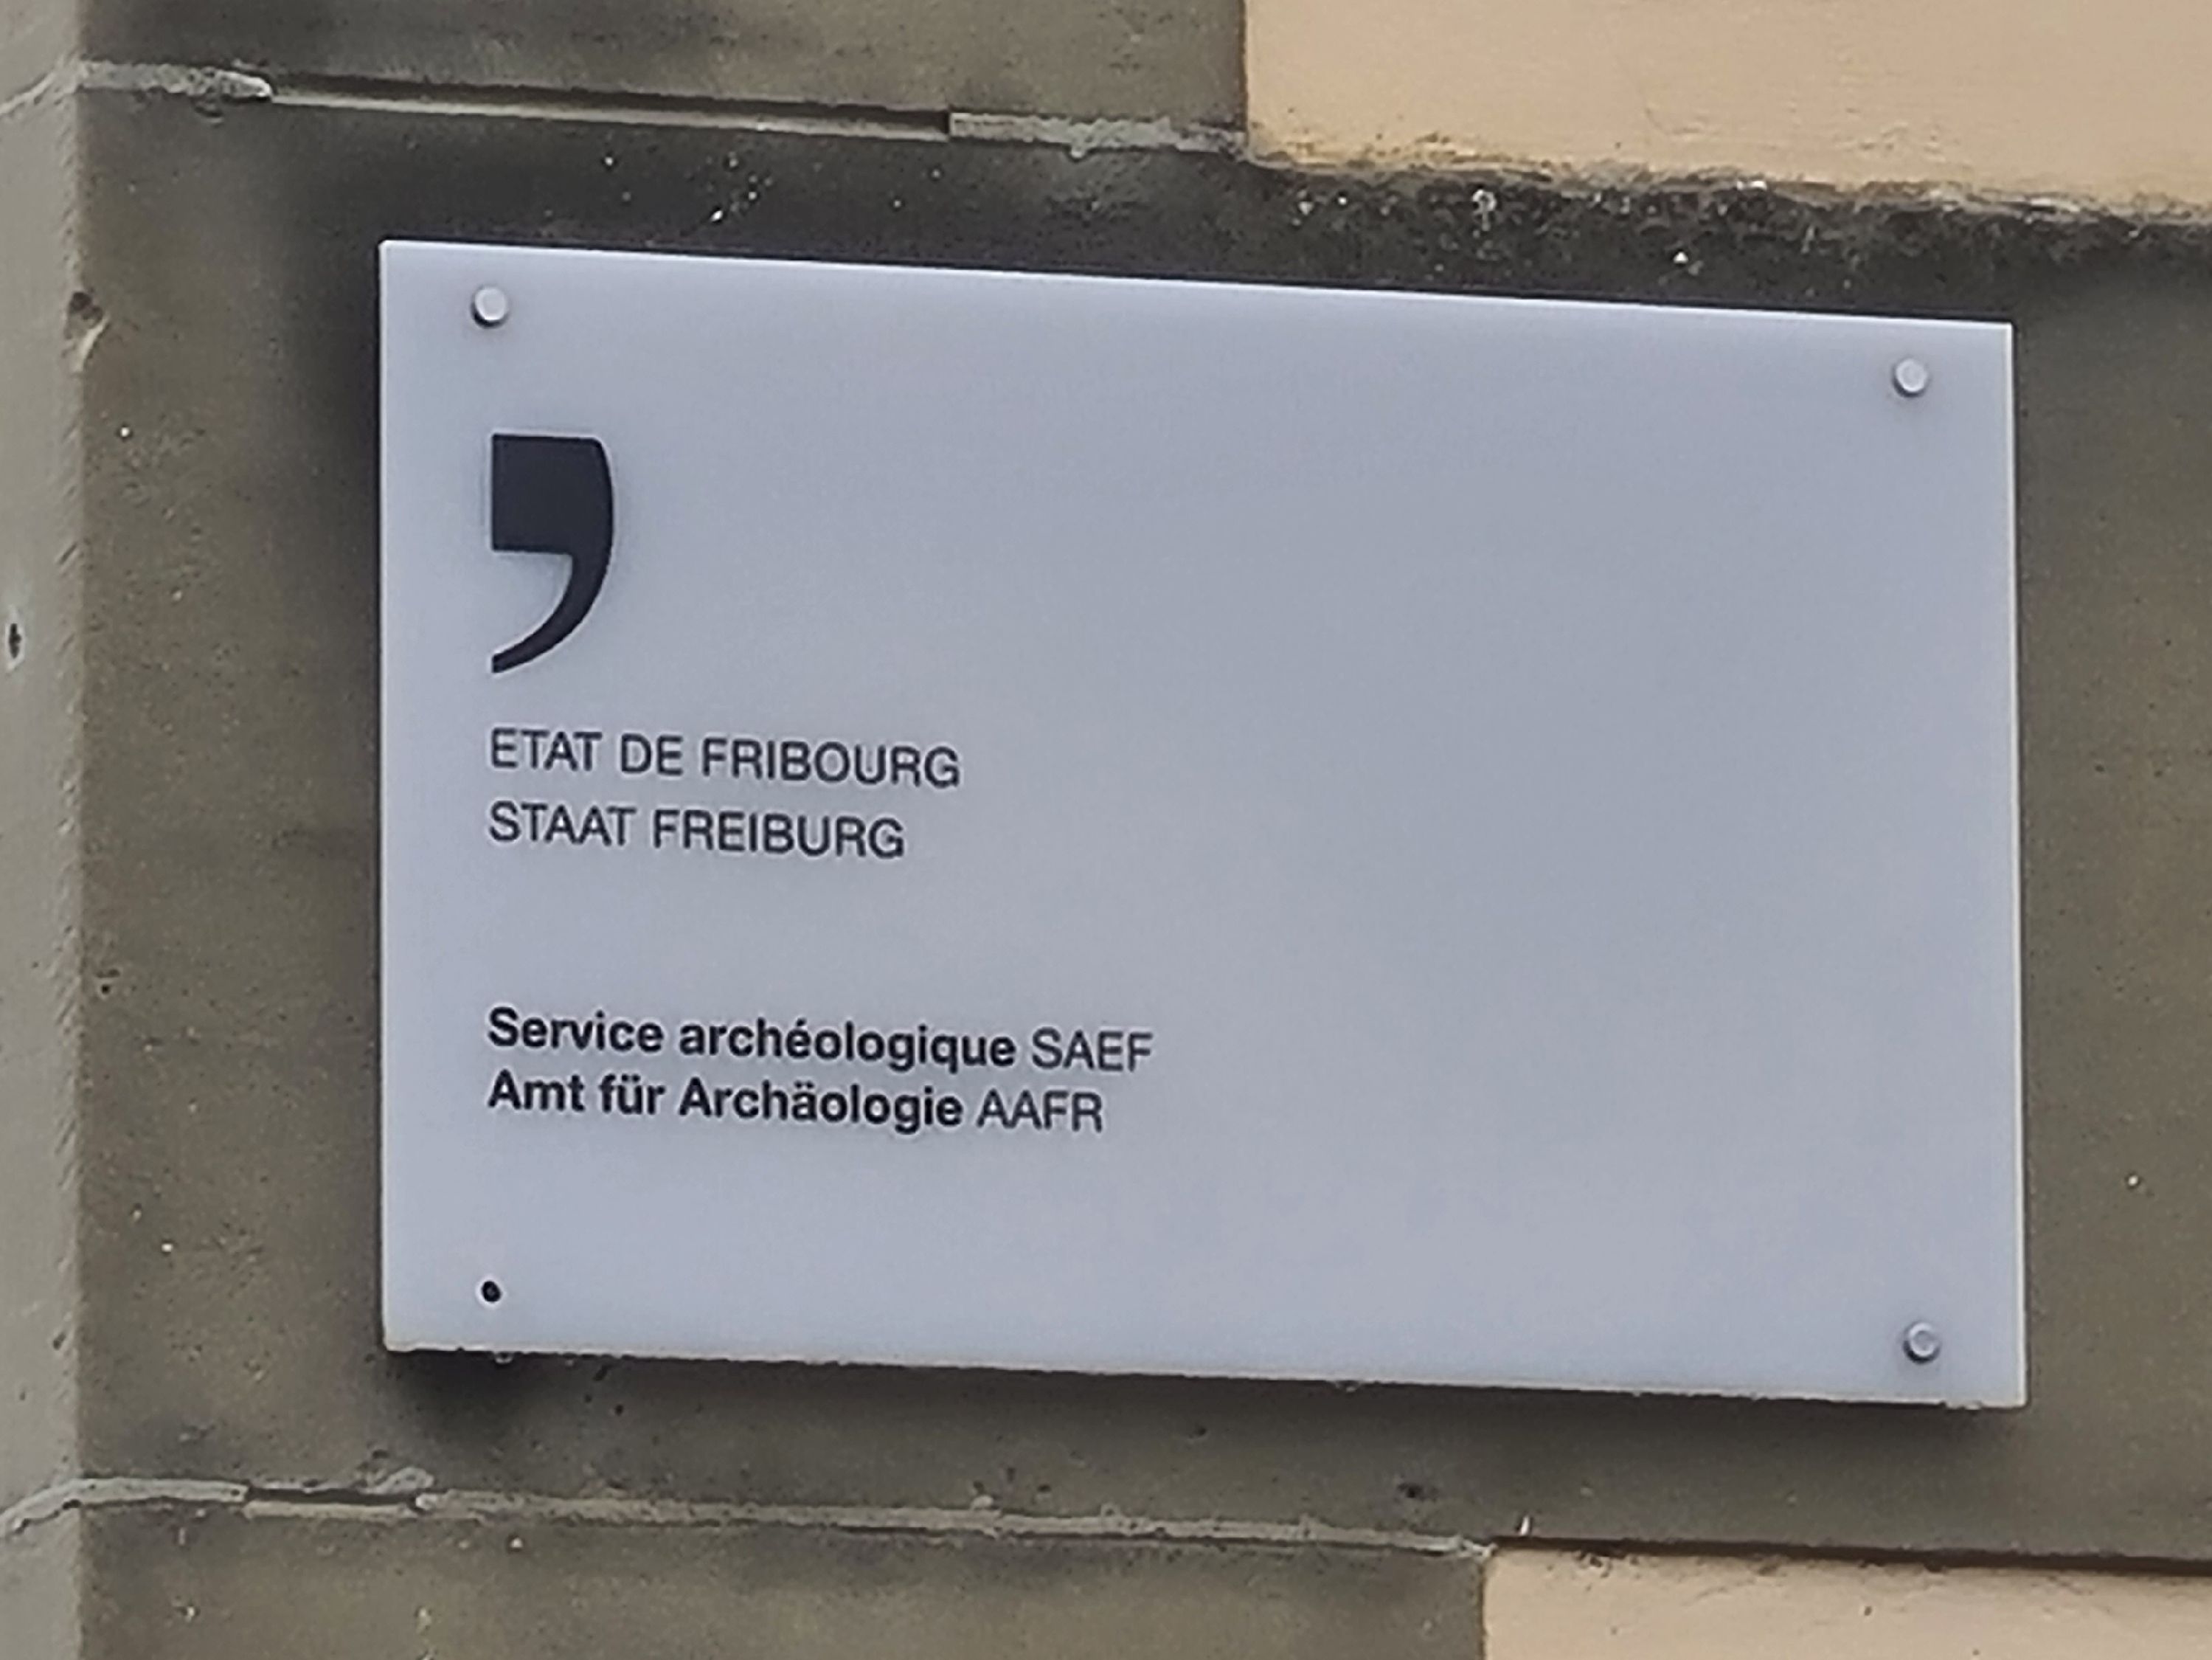 ETAT DE FRIBOURG
STAAT FREIBURG
Service archéologique SAEF
Amt für Archäologie AAFR